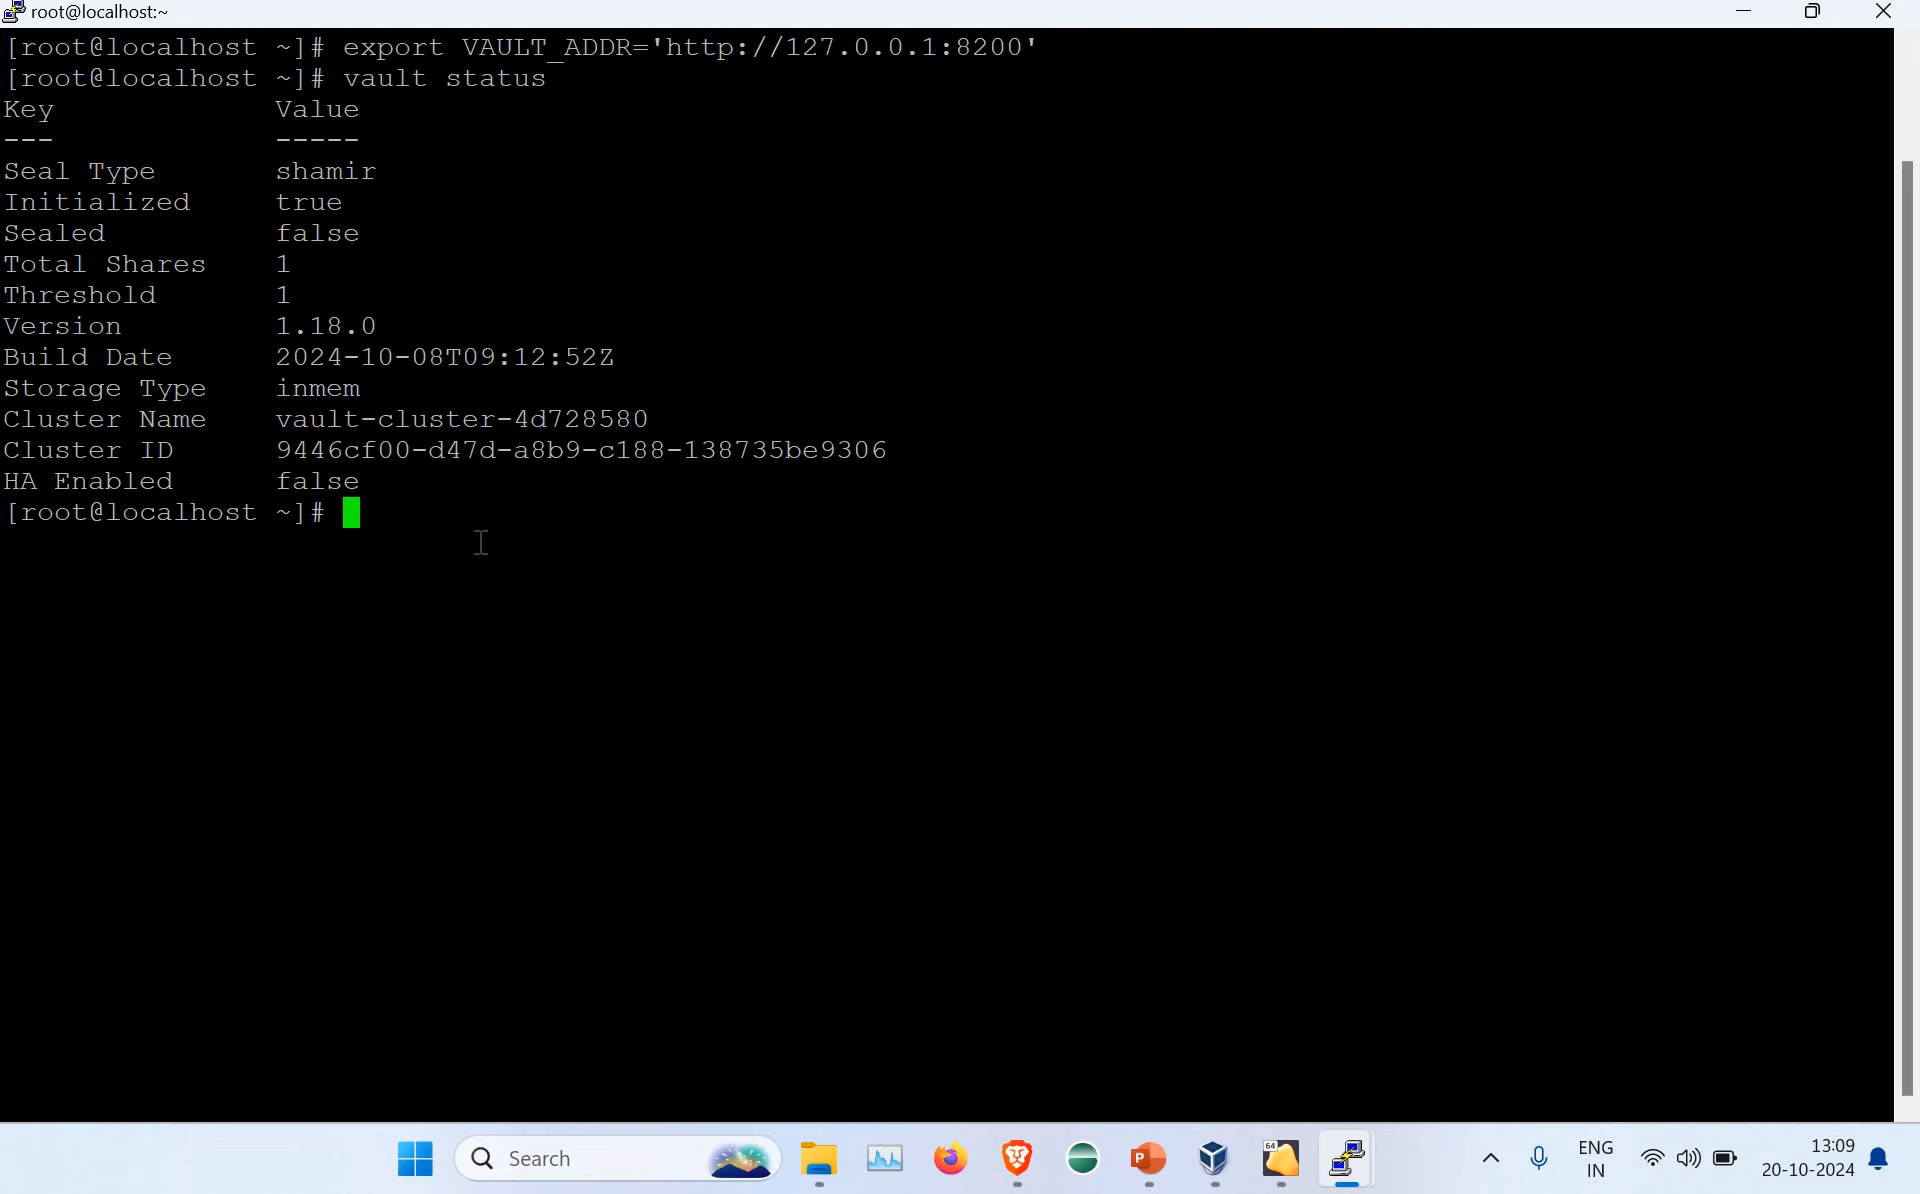 root@localhost:~
[root@localhost ~]# export VAULT_ADDR='http://127.0.0.1:8200'
[root@localhost ~]# vault status
Key Value
--- -----
Seal Type shamir
Initialized true
Sealed false
Total Shares 1
Threshold 1
Version 1.18.0
Build Date 2024-10-08T09:12:52Z
Storage Type inmem
Cluster Name vault-cluster-4d728580
Cluster ID 9446cf00-d47d-a8b9-c188-138735be9306
HA Enabled false
[root@localhost ~]#
Search
P
64
ENG
IN
13:09
20-10-2024